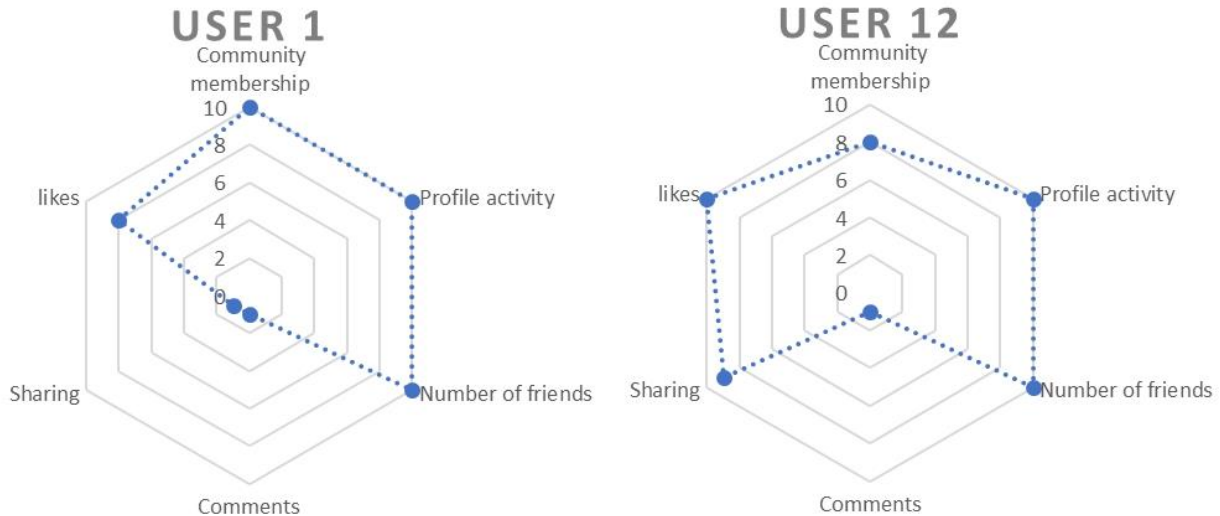 USER 1
Community
membership
10
8
6
4
2
0
likes
Profile activity
Sharing
Number of friends
Comments
USER 12
Community
membership
10
8
6
4
2
0
likes
Profile activity
Sharing
Number of friends
Comments